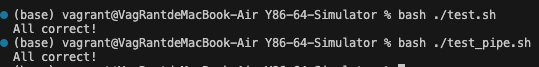 (base) vagrant@VagRantdeMacBook-Air Y86-64-Simulator % bash ./test.sh
All correct!
(base) vagrant@VagRantdeMacBook-Air Y86-64-Simulator % bash ./test_pipe.sh
All correct!